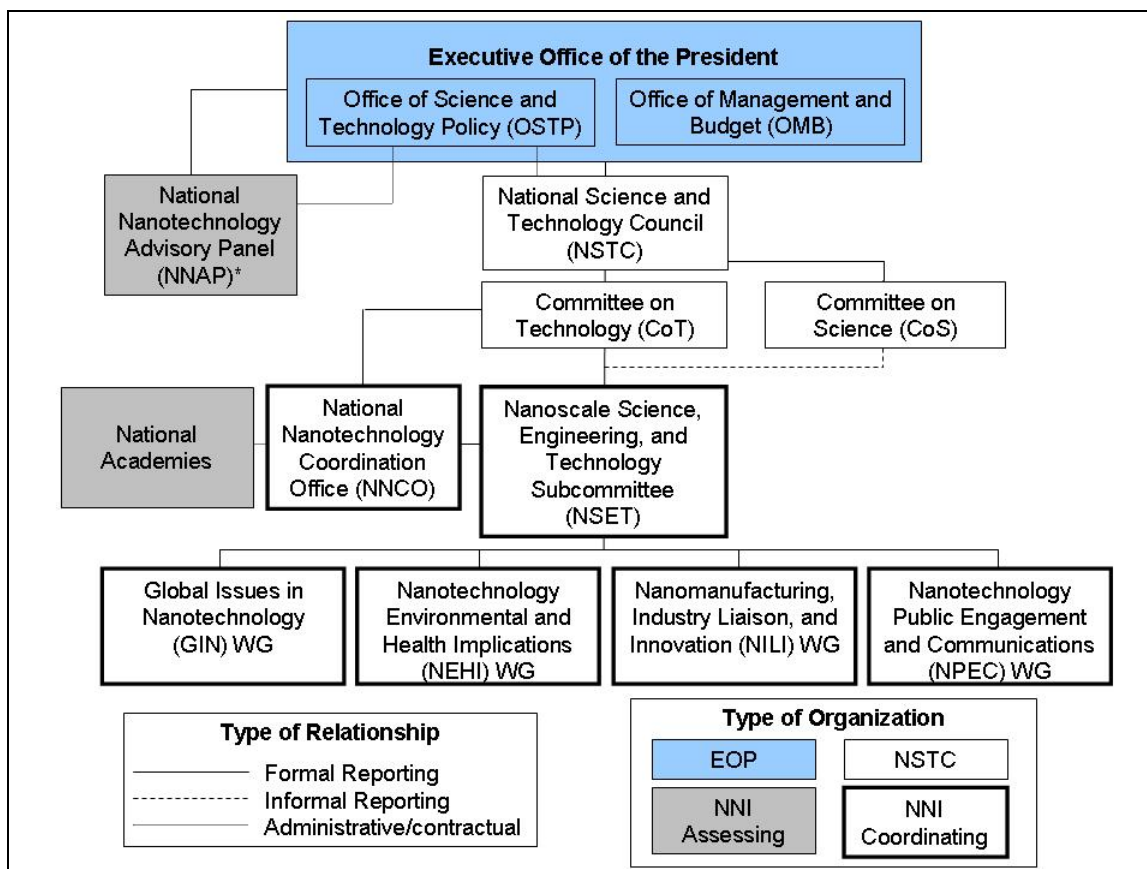 Executive Office of the President
Office of Science and
Technology Policy (OSTP)
Office of Management and
Budget (OMB)
National
Nanotechnology
Advisory Panel
(NNAP)*
National Science and
Technology Council
(NSTC)
Committee on
Technology (CoT)
Committee on
Science (CoS)
National
Academies
National
Nanotechnology
Coordination
Office (NNCO)
Nanoscale Science,
Engineering, and
Technology
Subcommittee
(NSET)
Global Issues in
Nanotechnology
(GIN) WG
Nanotechnology
Environmental and
Health Implications
(NEHI) WG
Nanomanufacturing,
Industry Liaison, and
Innovation (NILI) WG
Nanotechnology
Public Engagement
and Communications
(NPEC) WG
Type of Relationship
Formal Reporting
Informal Reporting
Administrative/contractual
Type of Organization
EOP
NSTC
NNI
Assessing
NNI
Coordinating